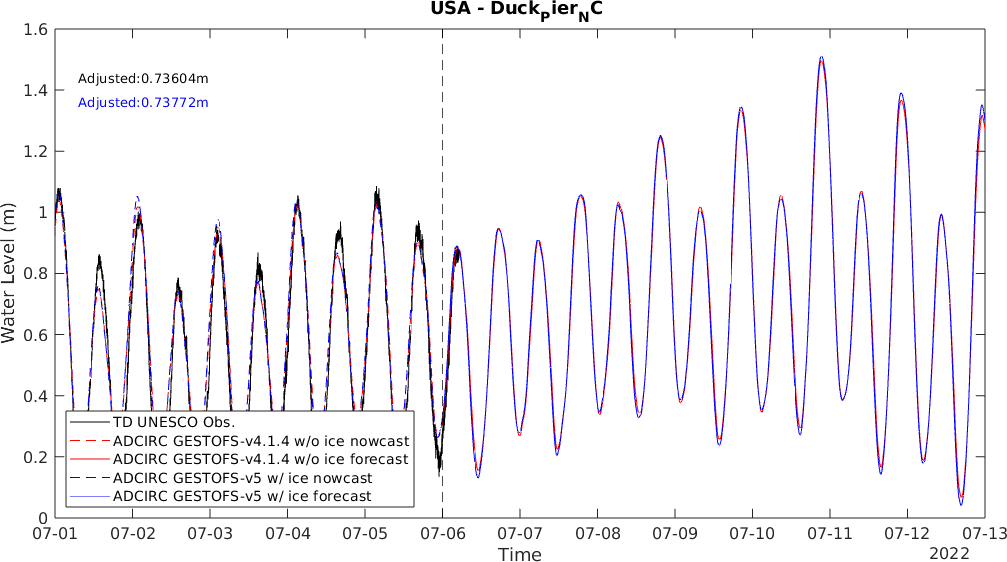 USA - Duck_Pier_NC
Adjusted:0.73604m
Adjusted:0.73772m
Water Level (m)
1.6
1.4
1.2
1
0.8
0.6
0.4
0.2
0
TD UNESCO Obs.
ADCIRC GESTOFS-v4.1.4 w/o ice nowcast
ADCIRC GESTOFS-v4.1.4 w/o ice forecast
ADCIRC GESTOFS-v5 w/ ice nowcast
ADCIRC GESTOFS-v5 w/ ice forecast
07-01 07-02 07-03 07-04 07-05 07-06 07-07 07-08 07-09 07-10 07-11 07-12 07-13
Time
2022